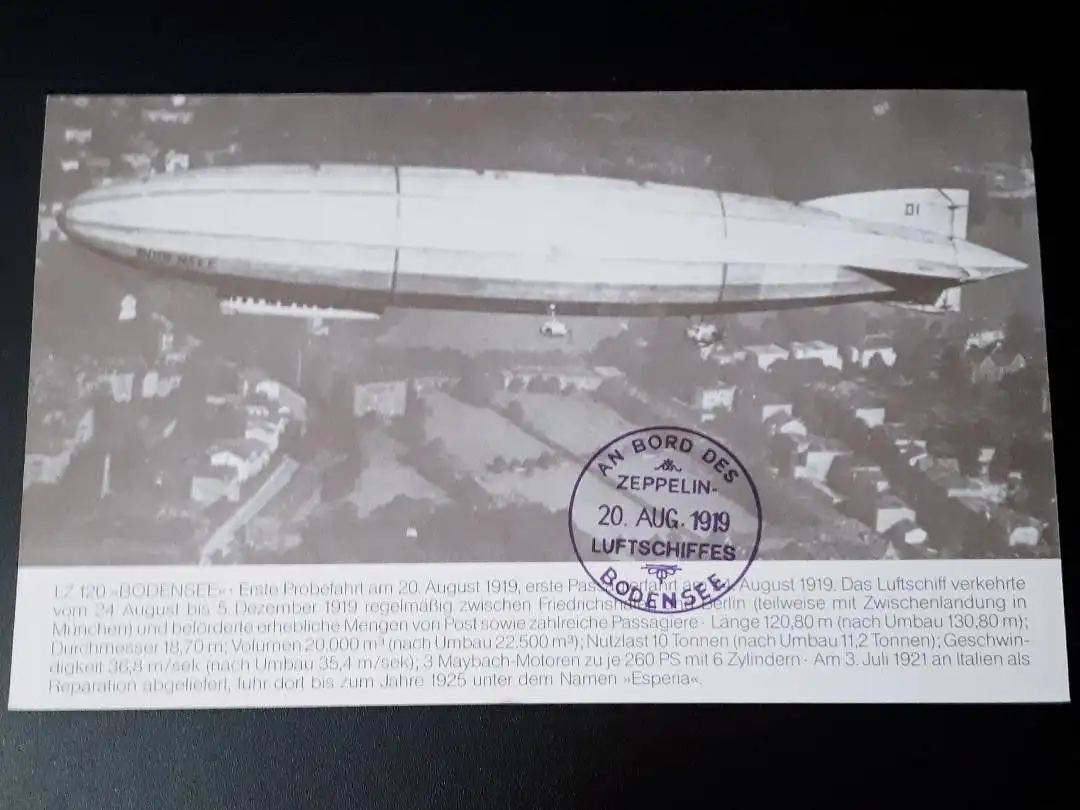 BODENSEE
D I
AN BORD DES
ZEPPELIN-
20. AUG. 1919
LUFTSCHIFFES
BODENSEE
LZ 120 »BODENSEE« · Erste Probefahrt am 20. August 1919, erste August 1919. Das Luftschiff verkehrte
vom 24. August bis 5. Dezember 1919 regelmäßig zwischen Berlin (teilweise mit Zwischenlandung in
München) und beförderte erhebliche Mengen von Post sowie zahlreiche Passagiere · Länge 120,80 m (nach Umbau 130,80 m);
Durchmesser 18,70 m; Volumen 20.000 m³ (nach Umbau 22.500 m³); Nutzlast 10 Tonnen (nach Umbau 11,2 Tonnen); Geschwin-
digkeit 36,8 m/sek (nach Umbau 35,4 m/sek); 3 Maybach-Motoren zu je 260 PS mit 6 Zylindern · Am 3. Juli 1921 an Italien als
Reparation abgeliefert, fuhr dort bis zum Jahre 1925 unter dem Namen »Esperia«.